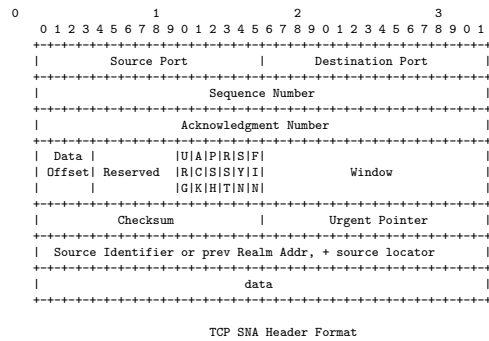 0                   1                   2                   3
0 1 2 3 4 5 6 7 8 9 0 1 2 3 4 5 6 7 8 9 0 1 2 3 4 5 6 7 8 9 0 1
+-+-+-+-+-+-+-+-+-+-+-+-+-+-+-+-+-+-+-+-+-+-+-+-+-+-+-+-+-+-+-+-+
|          Source Port          |       Destination Port        |
+-+-+-+-+-+-+-+-+-+-+-+-+-+-+-+-+-+-+-+-+-+-+-+-+-+-+-+-+-+-+-+-+
|                        Sequence Number                        |
+-+-+-+-+-+-+-+-+-+-+-+-+-+-+-+-+-+-+-+-+-+-+-+-+-+-+-+-+-+-+-+-+
|                    Acknowledgment Number                      |
+-+-+-+-+-+-+-+-+-+-+-+-+-+-+-+-+-+-+-+-+-+-+-+-+-+-+-+-+-+-+-+-+
|  Data |           |U|A|P|R|S|F|                               |
| Offset| Reserved  |R|C|S|S|Y|I|            Window             |
|       |           |G|K|H|T|N|N|                               |
+-+-+-+-+-+-+-+-+-+-+-+-+-+-+-+-+-+-+-+-+-+-+-+-+-+-+-+-+-+-+-+-+
|           Checksum            |         Urgent Pointer        |
+-+-+-+-+-+-+-+-+-+-+-+-+-+-+-+-+-+-+-+-+-+-+-+-+-+-+-+-+-+-+-+-+
|  Source Identifier or prev Realm Addr, + source locator       |
+-+-+-+-+-+-+-+-+-+-+-+-+-+-+-+-+-+-+-+-+-+-+-+-+-+-+-+-+-+-+-+-+
|                             data                              |
+-+-+-+-+-+-+-+-+-+-+-+-+-+-+-+-+-+-+-+-+-+-+-+-+-+-+-+-+-+-+-+-+
TCP SNA Header Format